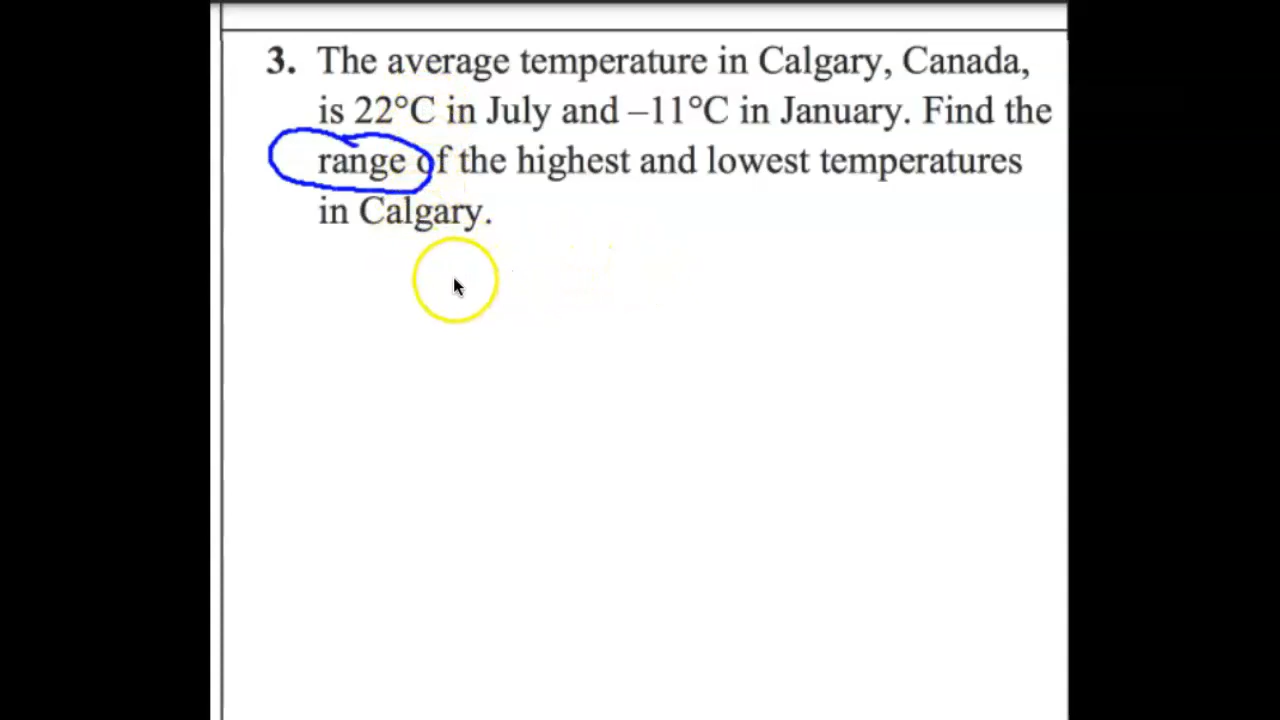 3. The average temperature in Calgary, Canada,
is 22°C in July and –11°C in January. Find the
range of the highest and lowest temperatures
in Calgary.